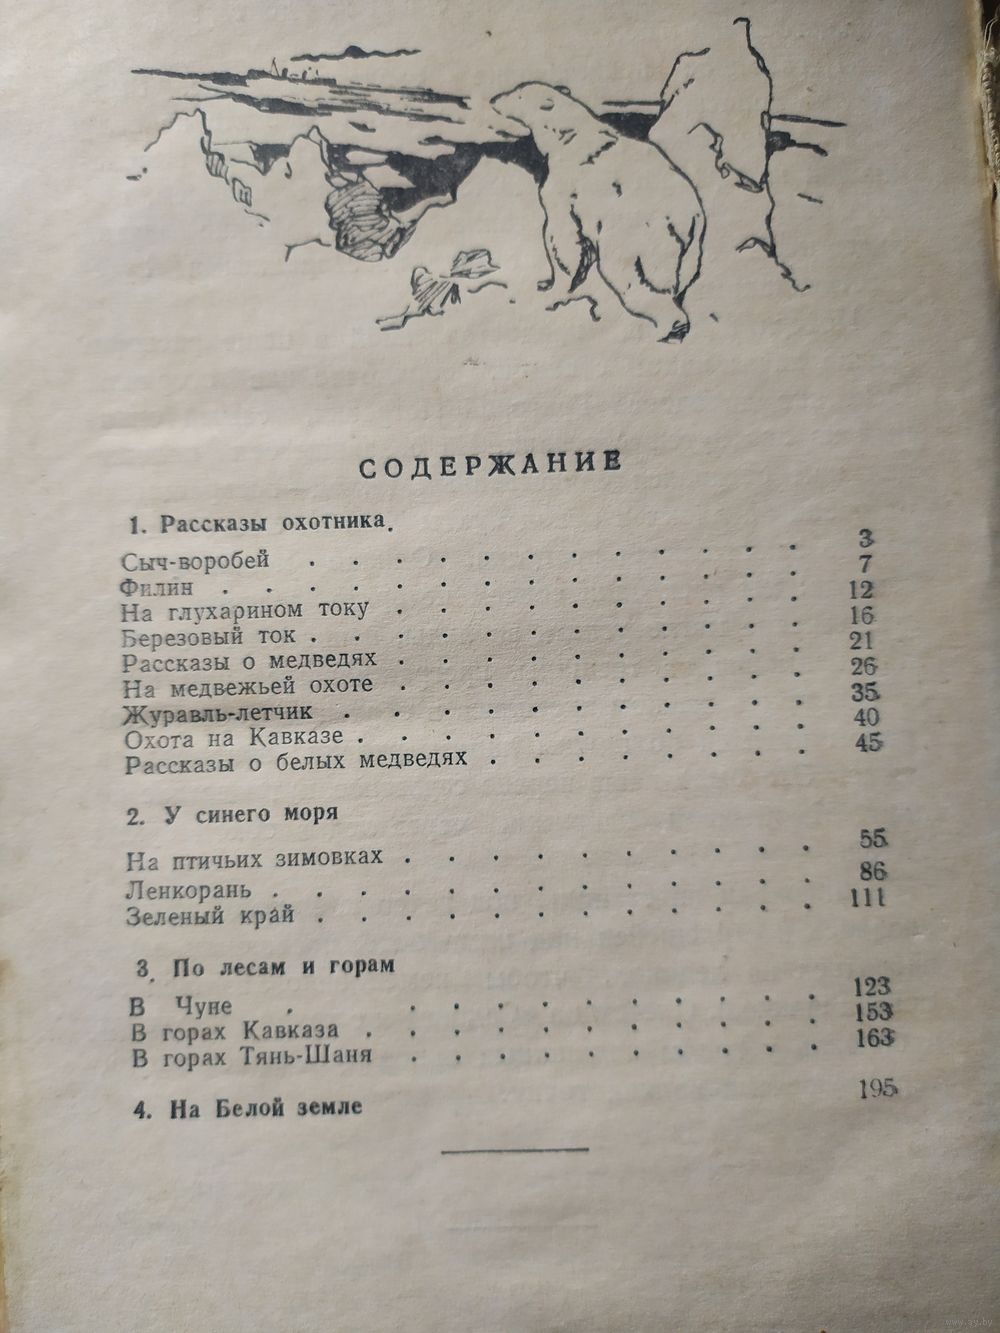 СОДЕРЖАНИЕ
1. Рассказы охотника.
Сыч-воробей . . . . . . . . . . . . 3
Филин . . . . . . . . . . . . . . 7
На глухарином току . . . . . . . . . . 12
Березовый ток . . . . . . . . . . . . 16
Рассказы о медведях . . . . . . . . . . 21
На медвежьей охоте . . . . . . . . . . 26
Журавль-летчик . . . . . . . . . . . 35
Охота на Кавказе . . . . . . . . . . . 40
Рассказы о белых медведях . . . . . . . . 45
2. У синего моря
На птичьих зимовках . . . . . . . . . . 55
Ленкорань . . . . . . . . . . . . . 86
Зеленый край . . . . . . . . . . . . 111
3. По лесам и горам
В Чуне . . . . . . . . . . . 123
В горах Кавказа . . . . . . . . . . . 153
В горах Тянь-Шаня . . . . . . . . . . 163
4. На Белой земле 195
www.ay.by